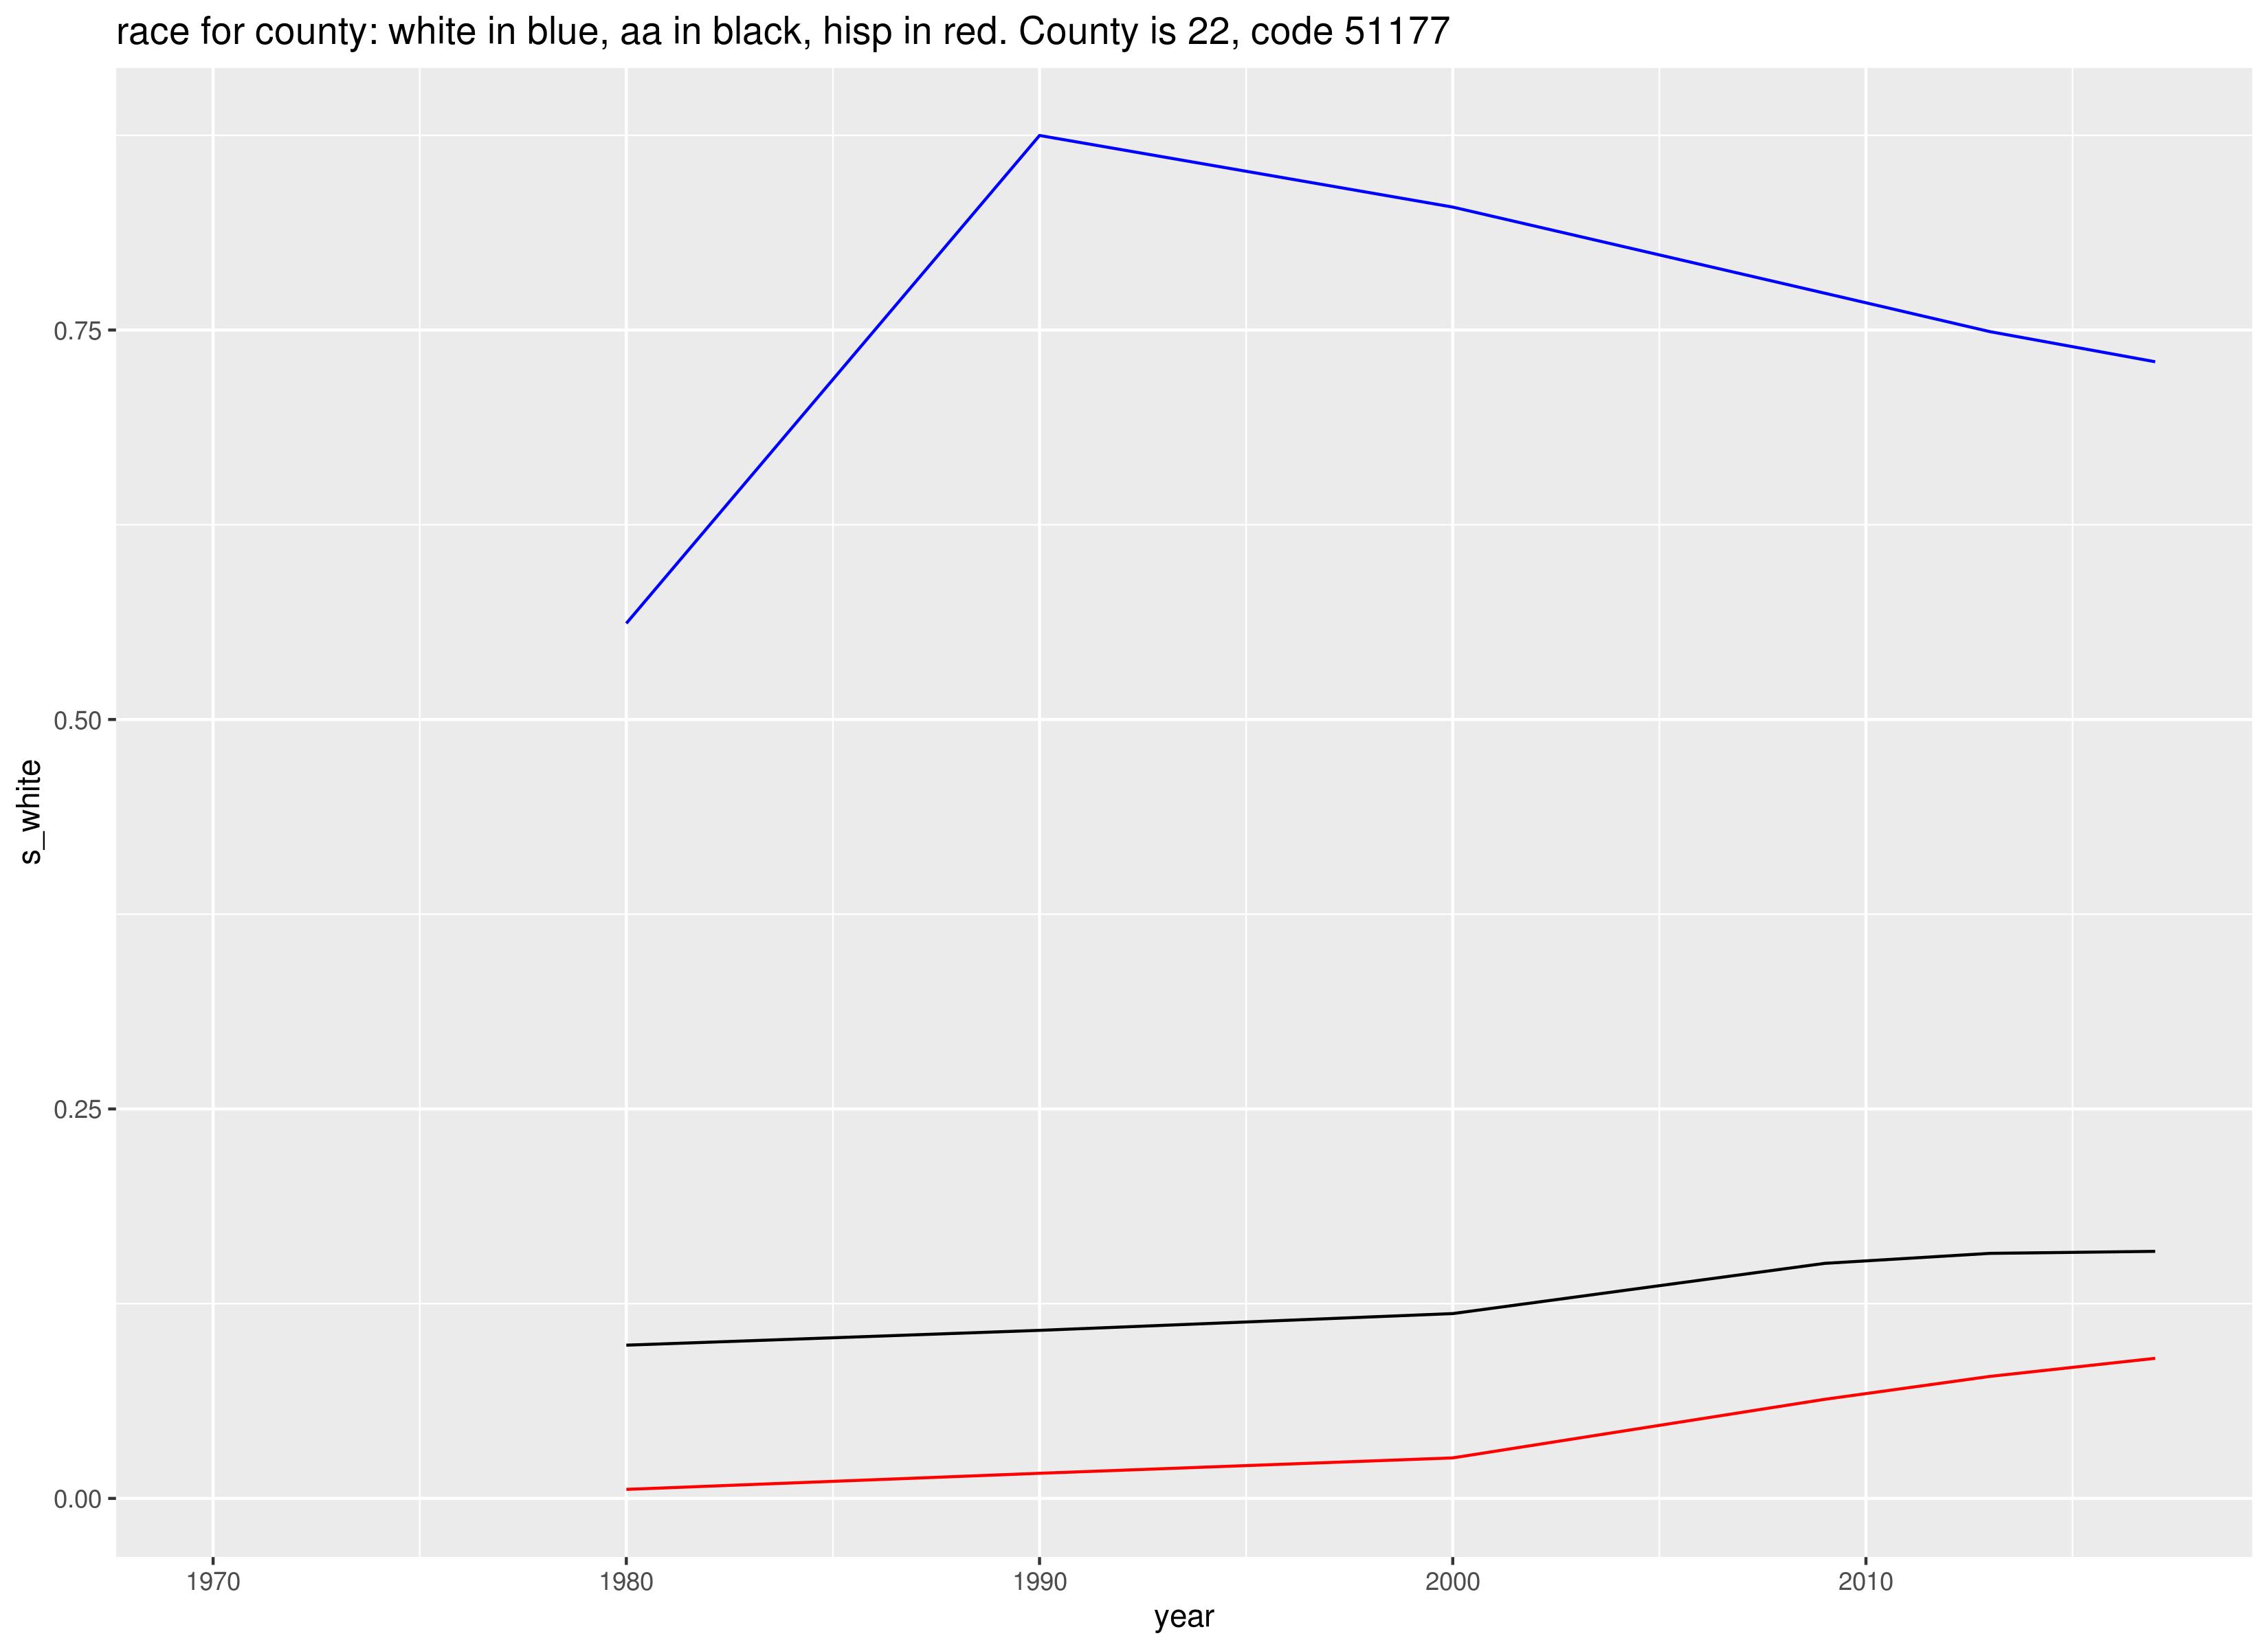 race for county: white in blue, aa in black, hisp in red. County is 22, code 51177
s_white
0.75
0.50
0.25
0.00
1970 1980 1990 2000 2010
year